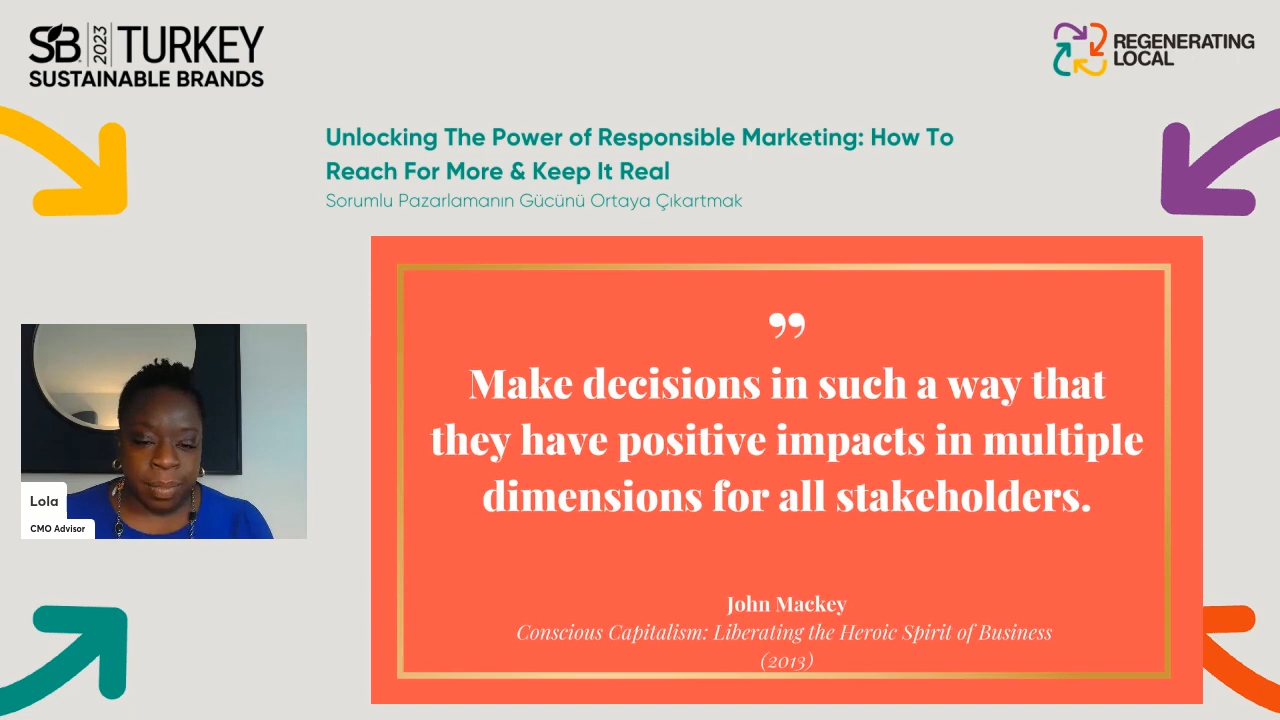 SB 2023 TURKEY
SUSTAINABLE BRANDS
REGENERATING
LOCAL
Unlocking The Power of Responsible Marketing: How To
Reach For More & Keep It Real
Sorumlu Pazarlamanın Gücünü Ortaya Çıkartmak
”
Make decisions in such a way that
they have positive impacts in multiple
dimensions for all stakeholders.
John Mackey
Conscious Capitalism: Liberating the Heroic Spirit of Business
(2013)
Lola
CMO Advisor